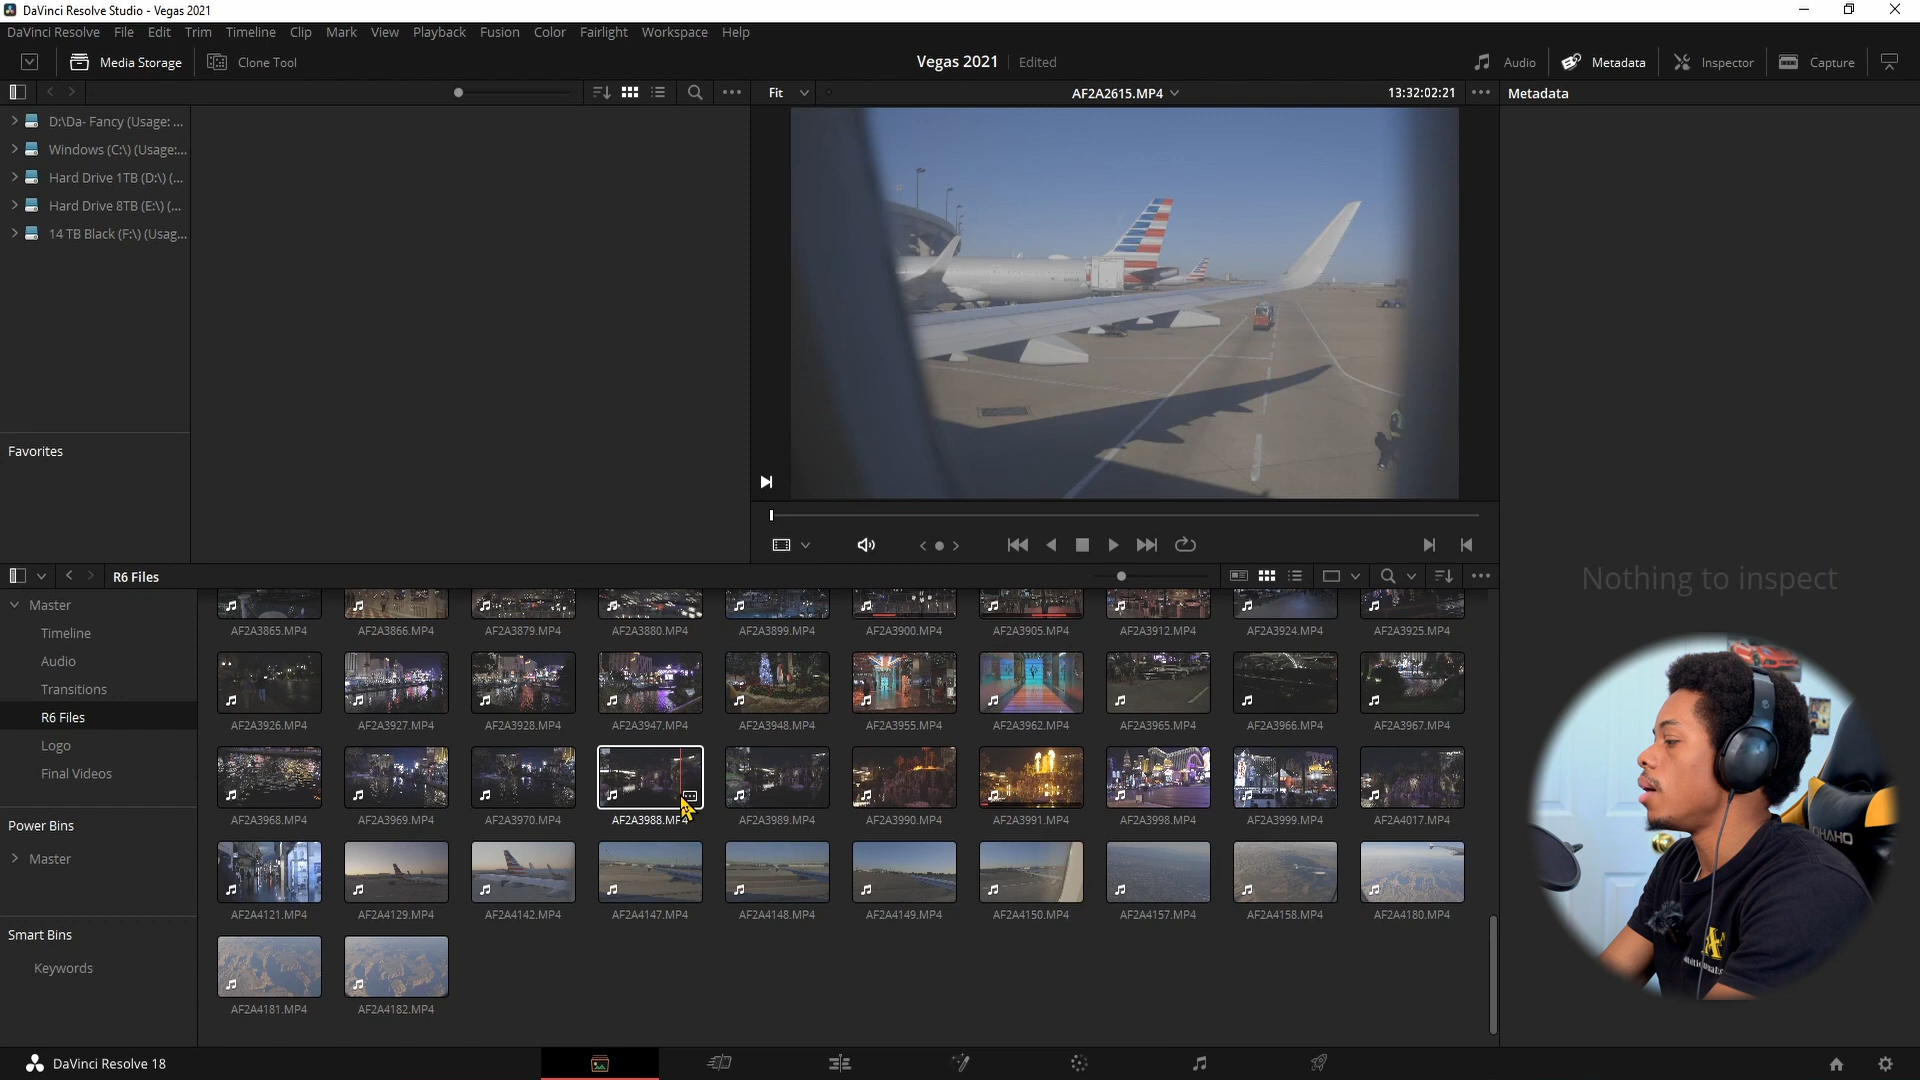 DaVinci Resolve Studio - Vegas 2021
DaVinci Resolve File Edit Trim Timeline Clip Mark View Playback Fusion Color Fairlight Workspace Help
Media Storage Clone Tool Vegas 2021 Edited Audio Metadata Inspector Capture
Fit AF2A2615.MP4 13:32:02:21 Metadata
D:\Da- Fancy (Usage: ...
Windows (C:\) (Usage:...
Hard Drive 1TB (D:\) (...
Hard Drive 8TB (E:\) (...
14 TB Black (F:\) (Usag...
Favorites
R6 Files
Nothing to inspect
Master
Timeline
Audio
Transitions
R6 Files
Logo
Final Videos
Power Bins
Master
Smart Bins
Keywords
AF2A3865.MP4 AF2A3866.MP4 AF2A3879.MP4 AF2A3880.MP4 AF2A3899.MP4 AF2A3900.MP4 AF2A3905.MP4 AF2A3912.MP4 AF2A3924.MP4 AF2A3925.MP4
AF2A3926.MP4 AF2A3927.MP4 AF2A3928.MP4 AF2A3947.MP4 AF2A3948.MP4 AF2A3955.MP4 AF2A3962.MP4 AF2A3965.MP4 AF2A3966.MP4 AF2A3967.MP4
AF2A3968.MP4 AF2A3969.MP4 AF2A3970.MP4 AF2A3988.MP4 AF2A3989.MP4 AF2A3990.MP4 AF2A3991.MP4 AF2A3998.MP4 AF2A3999.MP4 AF2A4017.MP4
AF2A4121.MP4 AF2A4129.MP4 AF2A4142.MP4 AF2A4147.MP4 AF2A4148.MP4 AF2A4149.MP4 AF2A4150.MP4 AF2A4157.MP4 AF2A4158.MP4 AF2A4180.MP4
AF2A4181.MP4 AF2A4182.MP4
DaVinci Resolve 18